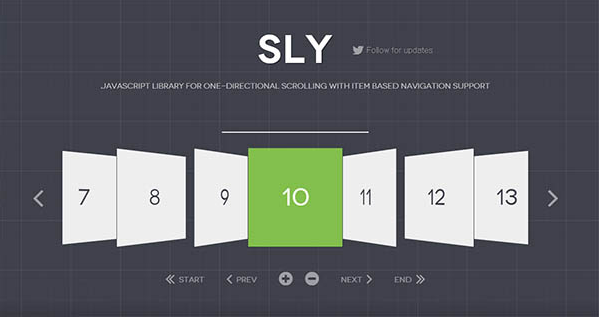 SLY
Follow for updates
JAVASCRIPT LIBRARY FOR ONE-DIRECTIONAL SCROLLING WITH ITEM BASED NAVIGATION SUPPORT
7 8 9 10 11 12 13
START PREV NEXT END